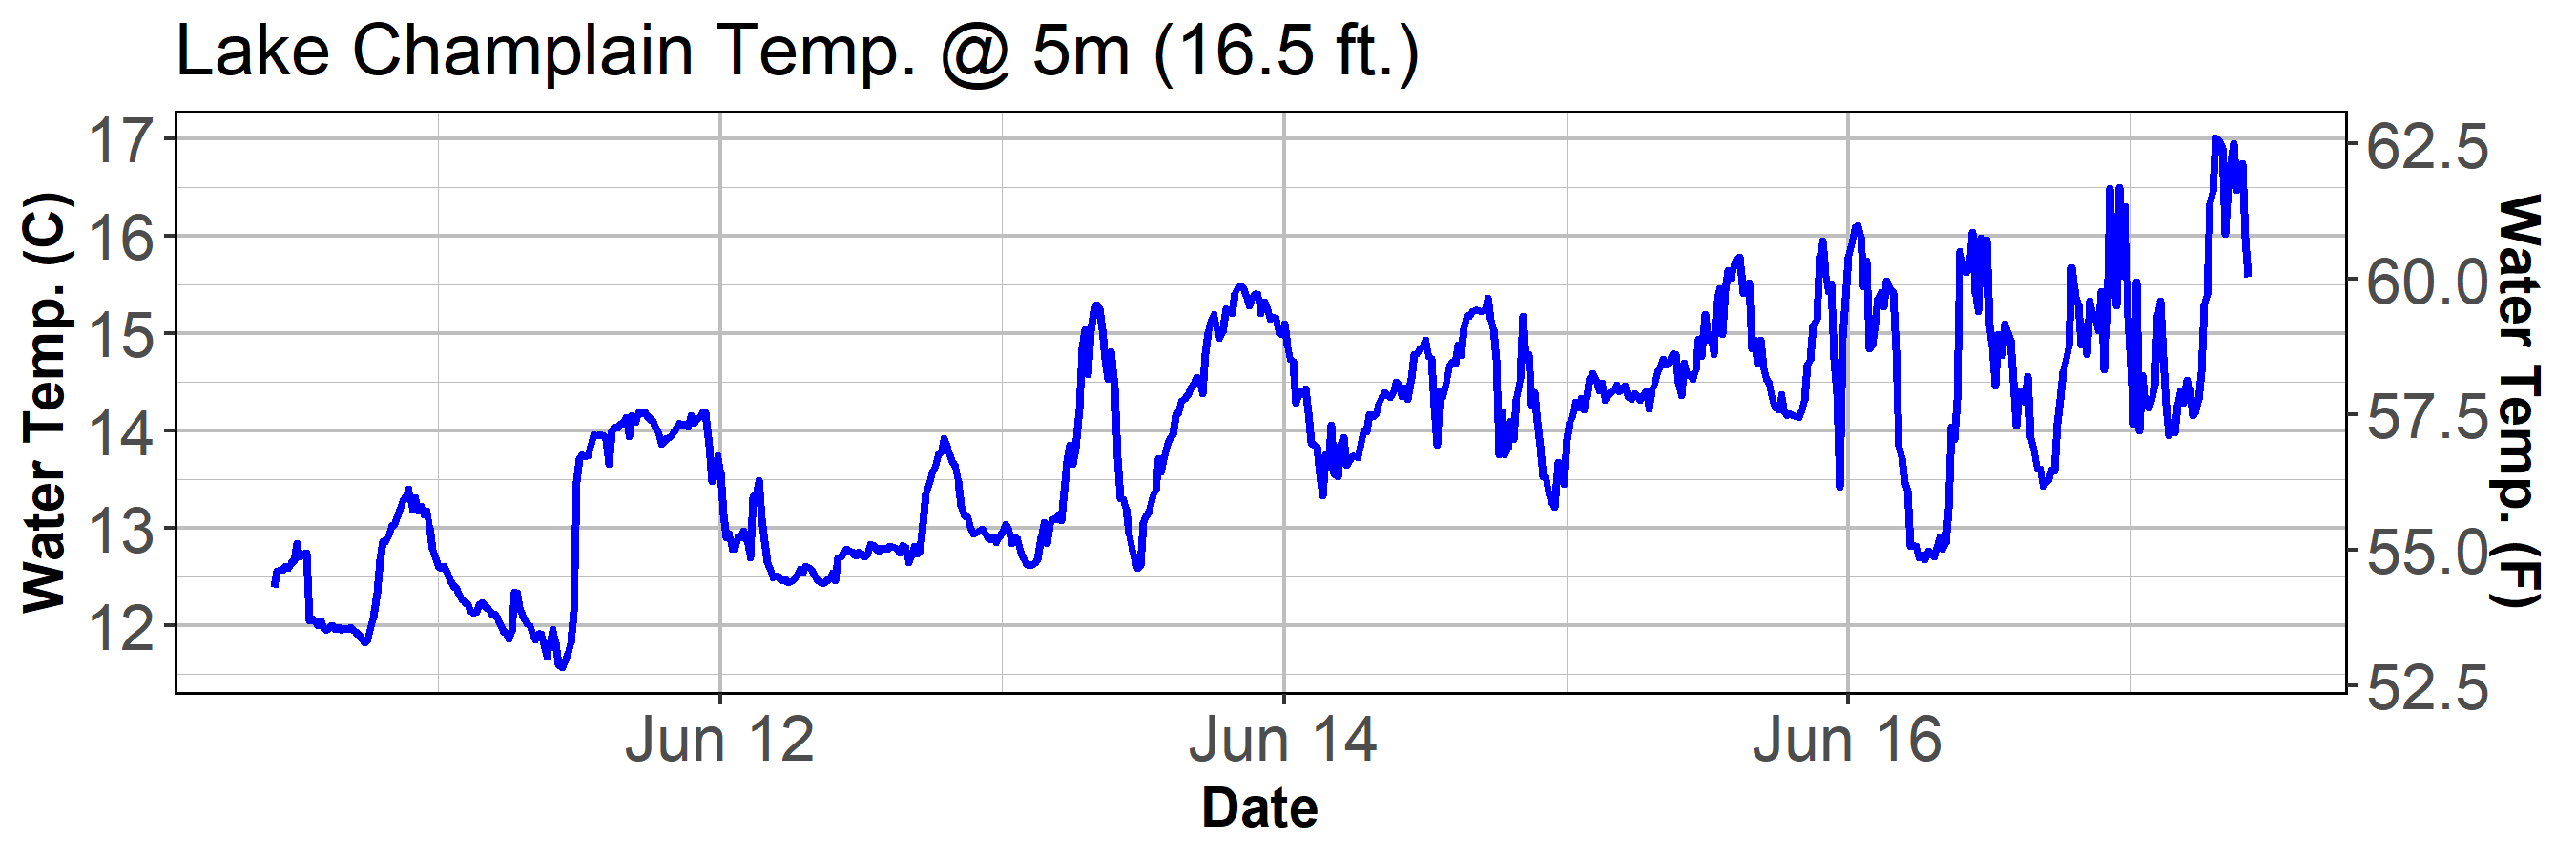 Lake Champlain Temp. @ 5m (16.5 ft.)
Water Temp. (C)
17
16
15
14
13
12
62.5
60.0
57.5
55.0
52.5
Water Temp. (F)
Jun 12
Jun 14
Jun 16
Date